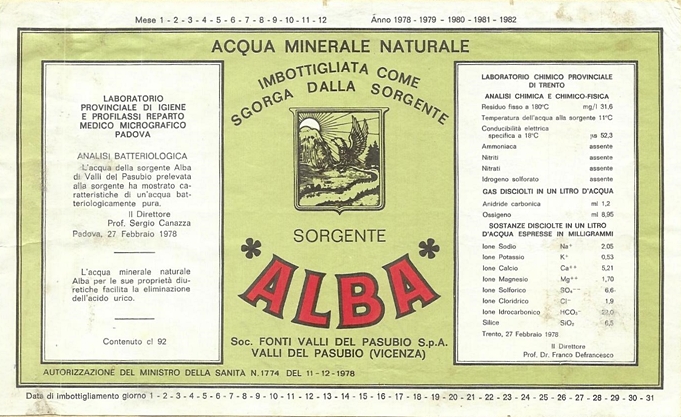 Mese 1 - 2 - 3 - 4 - 5 - 6 - 7 - 8 - 9 - 10 - 11 - 12 Anno 1978 - 1979 - 1980 - 1981 - 1982
ACQUA MINERALE NATURALE
LABORATORIO
PROVINCIALE DI IGIENE
E PROFILASSI REPARTO
MEDICO MICROGRAFICO
PADOVA
ANALISI BATTERIOLOGICA
L'acqua della sorgente Alba
di Valli del Pasubio prelevata
alla sorgente ha mostrato ca-
ratteristiche di un'acqua bat-
teriologicamente pura.
Il Direttore
Prof. Sergio Canazza
Padova, 27 Febbraio 1978
L'acqua minerale naturale
Alba per le sue proprietà diu-
retiche facilita la eliminazione
dell'acido urico.
Contenuto cl 92
IMBOTTIGLIATA COME
SGORGA DALLA SORGENTE
SORGENTE
* ALBA *
Soc. FONTI VALLI DEL PASUBIO S.p.A.
VALLI DEL PASUBIO (VICENZA)
LABORATORIO CHIMICO PROVINCIALE
DI TRENTO
ANALISI CHIMICA E CHIMICO-FISICA
Residuo fisso a 180°C mg/l 31,6
Temperatura dell'acqua alla sorgente 11°C
Conducibilità elettrica
specifica a 18°C 52,3
Ammoniaca assente
Nitriti assente
Nitrati assente
Idrogeno solforato assente
GAS DISCIOLTI IN UN LITRO D'ACQUA
Anidride carbonica ml 1,2
Ossigeno ml 8,95
SOSTANZE DISCIOLTE IN UN LITRO
D'ACQUA ESPRESSE IN MILLIGRAMMI
Ione Sodio Na⁺ 2,05
Ione Potassio K⁺ 0,53
Ione Calcio Ca⁺⁺ 5,21
Ione Magnesio Mg⁺⁺ 1,70
Ione Solforico SO₄⁻⁻ 6,6
Ione Cloridrico Cl⁻ 1,9
Ione Idrocarbonico HCO₃⁻
Silice SiO₂ 6,5
Trento, 27 Febbraio 1978
Il Direttore
Prof. Dr. Franco Defrancesco
AUTORIZZAZIONE DEL MINISTRO DELLA SANITA N.1774 DEL 11-12-1978
Data di imbottigliamento giorno 1 - 2 - 3 - 4 - 5 - 6 - 7 - 8 - 9 - 10 - 11 - 12 - 13 - 14 - 15 - 16 - 17 - 18 - 19 - 20 - 21 - 22 - 23 - 24 - 25 - 26 - 27 - 28 - 29 - 30 - 31